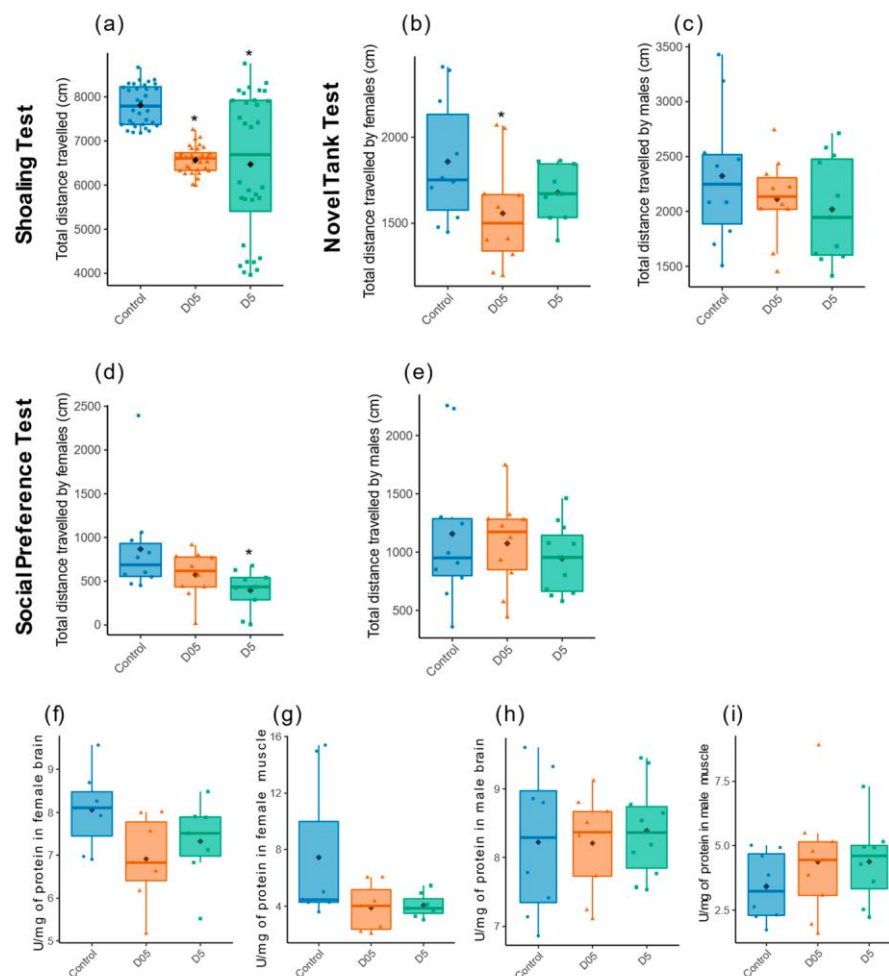 (a)
(b)
(c)
Shoaling Test
Total distance travelled (cm)
8000
7000
6000
5000
4000
*
*
Control
D05
D5
Novel Tank Test
Total distance travelled by females (cm)
2000
1500
*
Control
D05
D5
Total distance travelled by males (cm)
3500
3000
2500
2000
1500
Control
D05
D5
(d)
(e)
Social Preference Test
Total distance travelled by females (cm)
2500
2000
1500
1000
500
0
*
Control
D05
D5
Total distance travelled by males (cm)
2000
1500
1000
500
Control
D05
D5
(f)
(g)
(h)
(i)
U/mg of protein in female brain
9
8
7
6
5
Control
D05
D5
U/mg of protein in female muscle
16
12
8
4
Control
D05
D5
U/mg of protein in male brain
9
8
7
Control
D05
D5
U/mg of protein in male muscle
7.5
5.0
2.5
Control
D05
D5